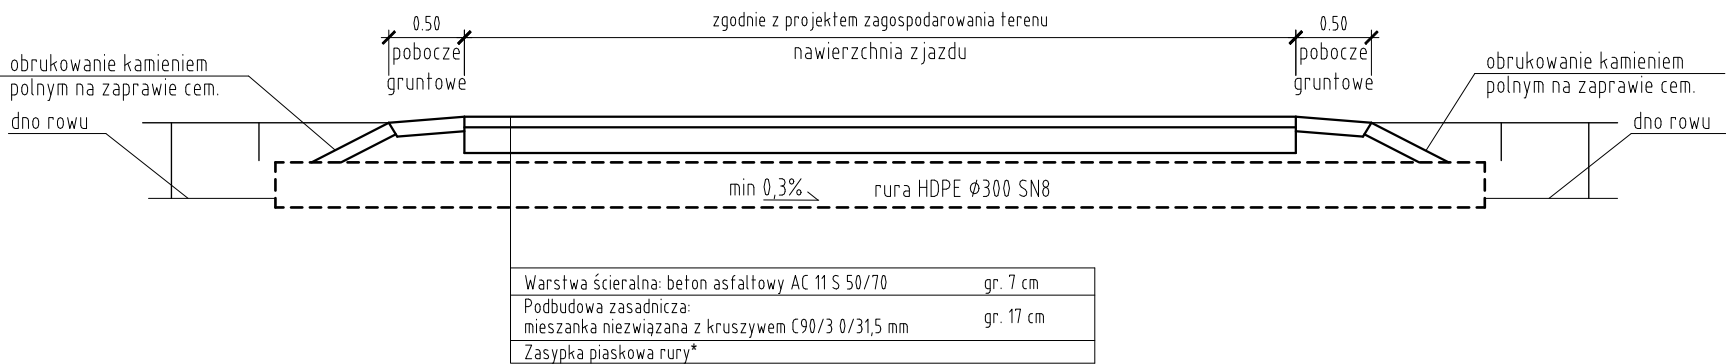 0.50
zgodnie z projektem zagospodarowania terenu
0.50
pobocze
gruntowe
nawierzchnia zjazdu
pobocze
gruntowe
obrukowanie kamieniem
polnym na zaprawie cem.
dno rowu
obrukowanie kamieniem
polnym na zaprawie cem.
dno rowu
min 0,3%
rura HDPE Ø300 SN8
Warstwa ścieralna: beton asfaltowy AC 11 S 50/70 gr. 7 cm
Podbudowa zasadnicza:
mieszanka niezwiązana z kruszywem C90/3 0/31,5 mm gr. 17 cm
Zasypka piaskowa rury*